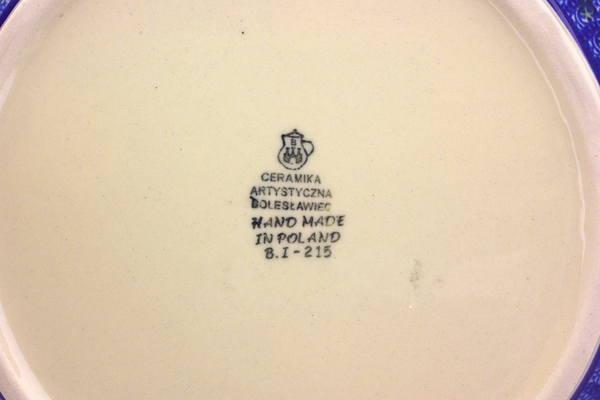 CERAMIKA
ARTYSTYCZNA
BOLESŁAWIEC
HAND MADE
IN POLAND
B.I-215